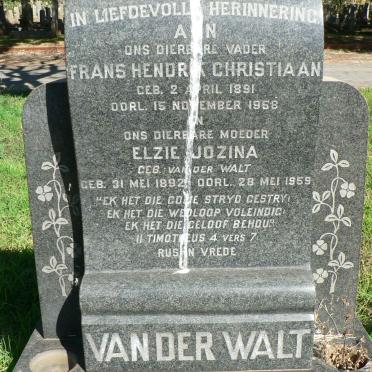 IN LIEFDEVOLLE HERINNERING
AAN
ONS DIERBARE VADER
FRANS HENDRIK CHRISTIAAN
GEB. 2 APRIL 1891
OORL. 15 NOVEMBER 1958
EN
ONS DIERBARE MOEDER
ELZIE JOZINA
GEB. VAN DER WALT
GEB. 31 MEI 1892 OORL. 28 MEI 1959
"EK HET DIE GOEIE STRYD GESTRY:
EK HET DIE WEDLOOP VOLEINDIG:
EK HET DIE GELOOF BEHOU"
II TIMOTHEUS 4 VERS 7
RUS IN VREDE
VAN DER WALT